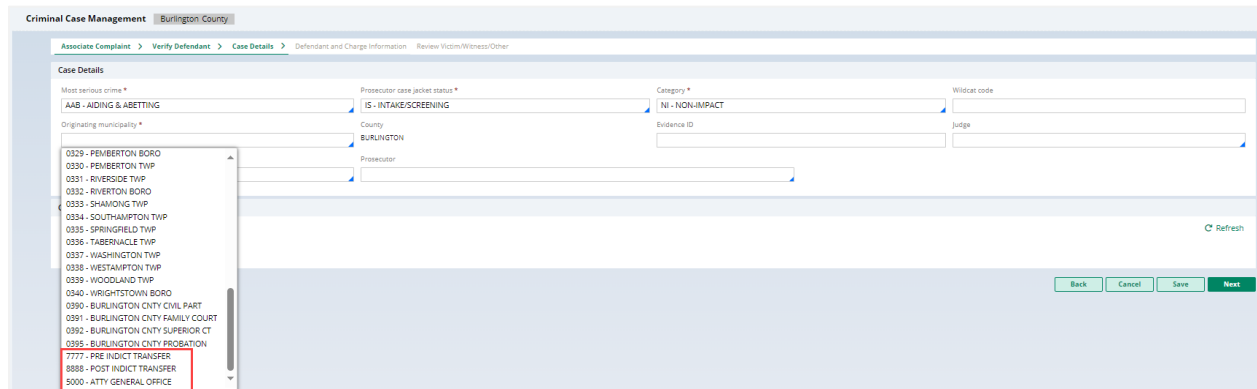 Criminal Case Management Burlington County
Associate Complaint > Verify Defendant > Case Details > Defendant and Charge Information Review Victim/Witness/Other
Case Details
Most serious crime * Prosecutor case jacket status * Category * Wildcat code
AAB - AIDING & ABETTING IS - INTAKE/SCREENING NI - NON-IMPACT
Originating municipality * County Evidence ID Judge
BURLINGTON
Prosecutor
0329 - PEMBERTON BORO
0330 - PEMBERTON TWP
0331 - RIVERSIDE TWP
0332 - RIVERTON BORO
0333 - SHAMONG TWP
0334 - SOUTHAMPTON TWP
0335 - SPRINGFIELD TWP
0336 - TABERNACLE TWP
0337 - WASHINGTON TWP
0338 - WESTAMPTON TWP
0339 - WOODLAND TWP
0340 - WRIGHTSTOWN BORO
0390 - BURLINGTON CNTY CIVIL PART
0391 - BURLINGTON CNTY FAMILY COURT
0392 - BURLINGTON CNTY SUPERIOR CT
0395 - BURLINGTON CNTY PROBATION
7777 - PRE INDICT TRANSFER
8888 - POST INDICT TRANSFER
5000 - ATTY GENERAL OFFICE
Refresh
Back Cancel Save Next